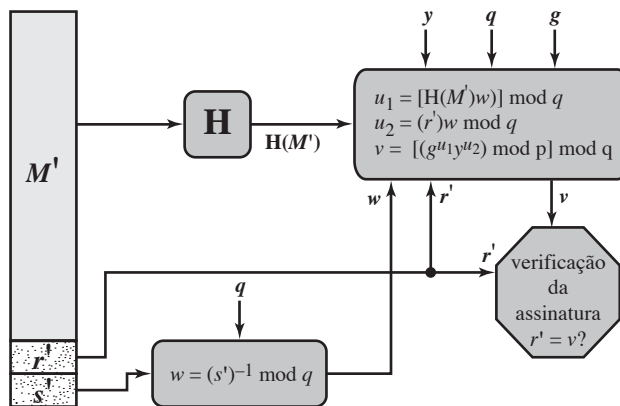 y q g
u1 = [H(M')w)] mod q
u2 = (r')w mod q
v = [(g^u1 y^u2) mod p] mod q
H
H(M')
M'
w r' v
r'
verificação
da
assinatura
r' = v?
q
r'
w = (s')–1 mod q
s'